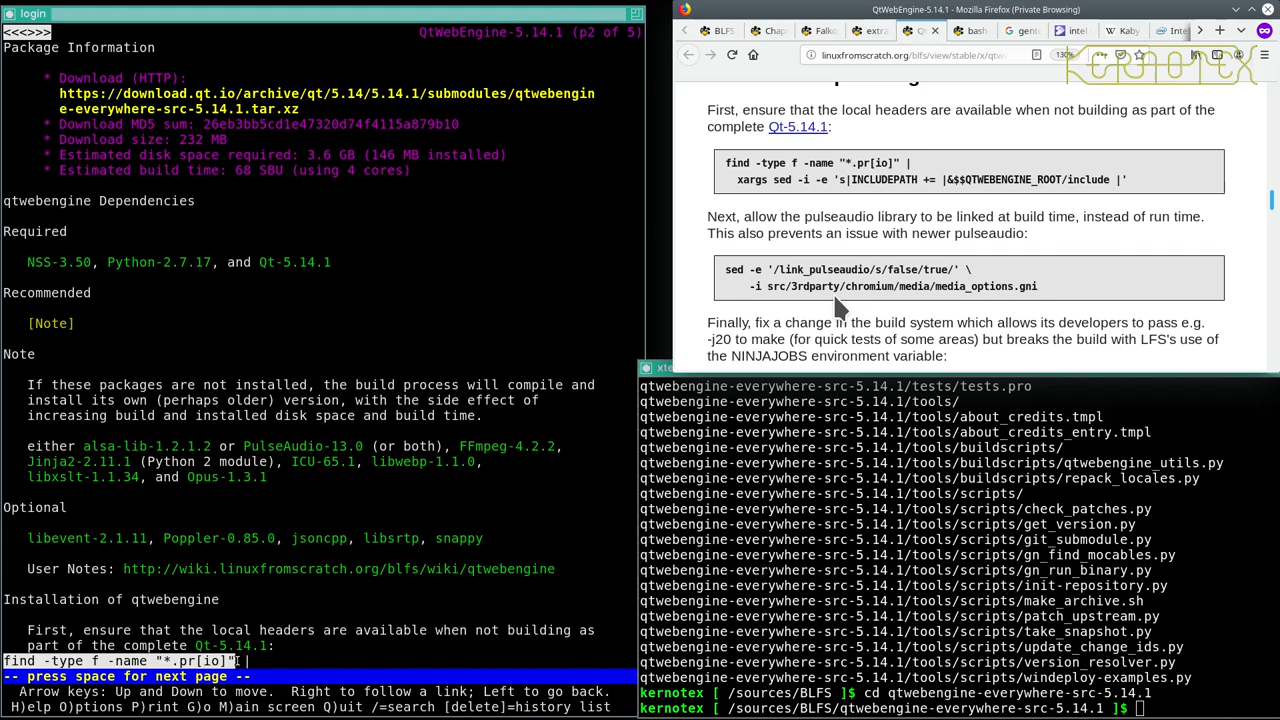 login
<<<>>>
QtWebEngine-5.14.1 (p2 of 5)
Package Information
* Download (HTTP):
https://download.qt.io/archive/qt/5.14/5.14.1/submodules/qtwebengin
e-everywhere-src-5.14.1.tar.xz
* Download MD5 sum: 26eb3bb5cd1e47320d74f4115a879b10
* Download size: 232 MB
* Estimated disk space required: 3.6 GB (146 MB installed)
* Estimated build time: 68 SBU (using 4 cores)
qtwebengine Dependencies
Required
NSS-3.50, Python-2.7.17, and Qt-5.14.1
Recommended
[Note]
Note
If these packages are not installed, the build process will compile and
install its own (perhaps older) version, with the side effect of
increasing build and installed disk space and build time.
either alsa-lib-1.2.1.2 or PulseAudio-13.0 (or both), FFmpeg-4.2.2,
Jinja2-2.11.1 (Python 2 module), ICU-65.1, libwebp-1.1.0,
libxslt-1.1.34, and Opus-1.3.1
Optional
libevent-2.1.11, Poppler-0.85.0, jsoncpp, libsrtp, snappy
User Notes: http://wiki.linuxfromscratch.org/blfs/wiki/qtwebengine
Installation of qtwebengine
First, ensure that the local headers are available when not building as
part of the complete Qt-5.14.1:
find -type f -name "*.pr[io]" |
-- press space for next page --
Arrow keys: Up and Down to move.  Right to follow a link; Left to go back.
H)elp O)ptions P)rint G)o M)ain screen Q)uit /=search [delete]=history list
QtWebEngine-5.14.1 - Mozilla Firefox (Private Browsing)
BLFS
Chap
Falko
extra
Qt
bash-
gent
intel
Kaby
Inte
linuxfromscratch.org/blfs/view/stable/x/qtw
130%
KERNOTEX
First, ensure that the local headers are available when not building as part of the
complete Qt-5.14.1:
find -type f -name "*.pr[io]" |
xargs sed -i -e 's|INCLUDEPATH += |&$$QTWEBENGINE_ROOT/include |'
Next, allow the pulseaudio library to be linked at build time, instead of run time.
This also prevents an issue with newer pulseaudio:
sed -e '/link_pulseaudio/s/false/true/' \
-i src/3rdparty/chromium/media/media_options.gni
Finally, fix a change in the build system which allows its developers to pass e.g.
-j20 to make (for quick tests of some areas) but breaks the build with LFS's use of
the NINJAJOBS environment variable:
xte
qtwebengine-everywhere-src-5.14.1/tests/tests.pro
qtwebengine-everywhere-src-5.14.1/tools/
qtwebengine-everywhere-src-5.14.1/tools/about_credits.tmpl
qtwebengine-everywhere-src-5.14.1/tools/about_credits_entry.tmpl
qtwebengine-everywhere-src-5.14.1/tools/buildscripts/
qtwebengine-everywhere-src-5.14.1/tools/buildscripts/qtwebengine_utils.py
qtwebengine-everywhere-src-5.14.1/tools/buildscripts/repack_locales.py
qtwebengine-everywhere-src-5.14.1/tools/scripts/
qtwebengine-everywhere-src-5.14.1/tools/scripts/check_patches.py
qtwebengine-everywhere-src-5.14.1/tools/scripts/get_version.py
qtwebengine-everywhere-src-5.14.1/tools/scripts/git_submodule.py
qtwebengine-everywhere-src-5.14.1/tools/scripts/gn_find_mocables.py
qtwebengine-everywhere-src-5.14.1/tools/scripts/gn_run_binary.py
qtwebengine-everywhere-src-5.14.1/tools/scripts/init-repository.py
qtwebengine-everywhere-src-5.14.1/tools/scripts/make_archive.sh
qtwebengine-everywhere-src-5.14.1/tools/scripts/patch_upstream.py
qtwebengine-everywhere-src-5.14.1/tools/scripts/take_snapshot.py
qtwebengine-everywhere-src-5.14.1/tools/scripts/update_change_ids.py
qtwebengine-everywhere-src-5.14.1/tools/scripts/version_resolver.py
qtwebengine-everywhere-src-5.14.1/tools/windeploy-examples.py
kernotex [ /sources/BLFS ]$ cd qtwebengine-everywhere-src-5.14.1
kernotex [ /sources/BLFS/qtwebengine-everywhere-src-5.14.1 ]$